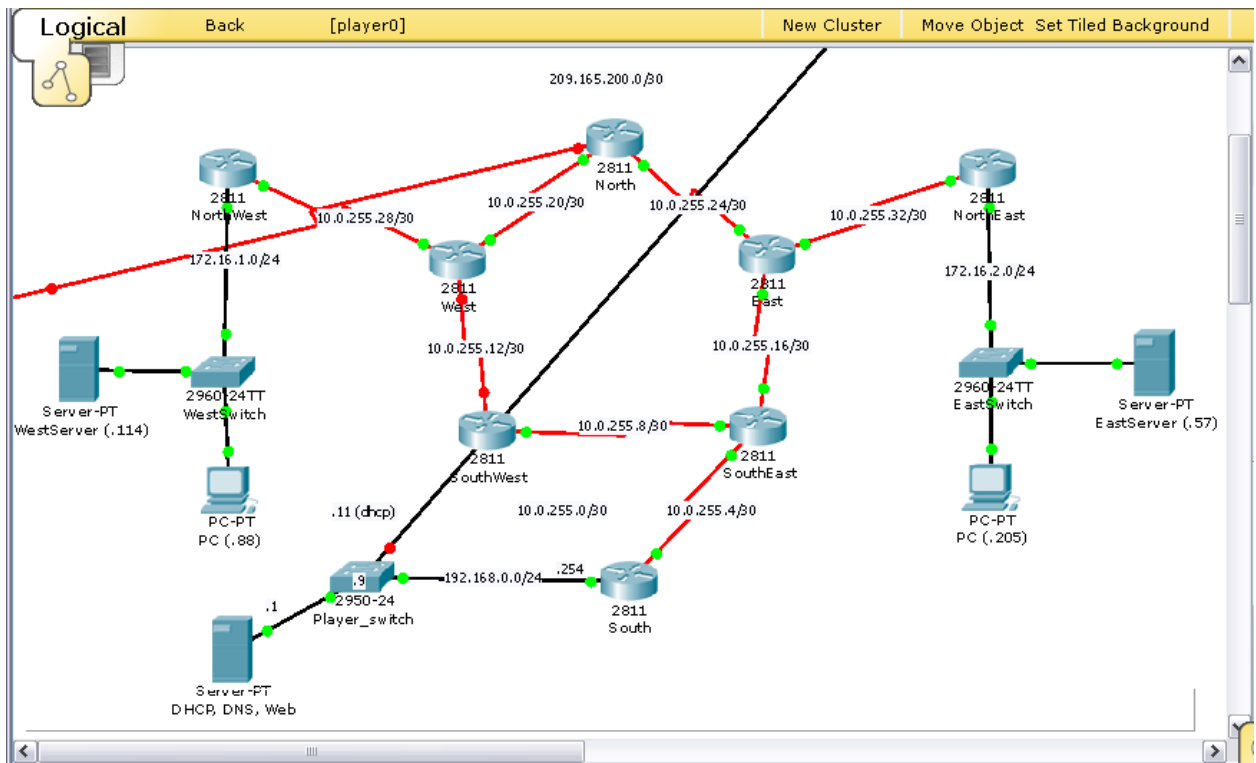 Logical
Back
[player0]
New Cluster
Move Object
Set Tiled Background
209.165.200.0/30
2811
North
2811
NorthWest
2811
NorthEast
10.0.255.28/30
10.0.255.20/30
10.0.255.24/30
10.0.255.32/30
172.16.1.0/24
2811
West
2811
East
172.16.2.0/24
10.0.255.12/30
10.0.255.16/30
Server-PT
WestServer (.114)
2960-24TT
WestSwitch
2960-24TT
EastSwitch
Server-PT
EastServer (.57)
2811
SouthWest
10.0.255.8/30
2811
SouthEast
PC-PT
PC (.88)
.11 (dhcp)
10.0.255.0/30
10.0.255.4/30
PC-PT
PC (.205)
.9
2950-24
Player_switch
192.168.0.0/24
.254
2811
South
.1
Server-PT
DHCP, DNS, Web